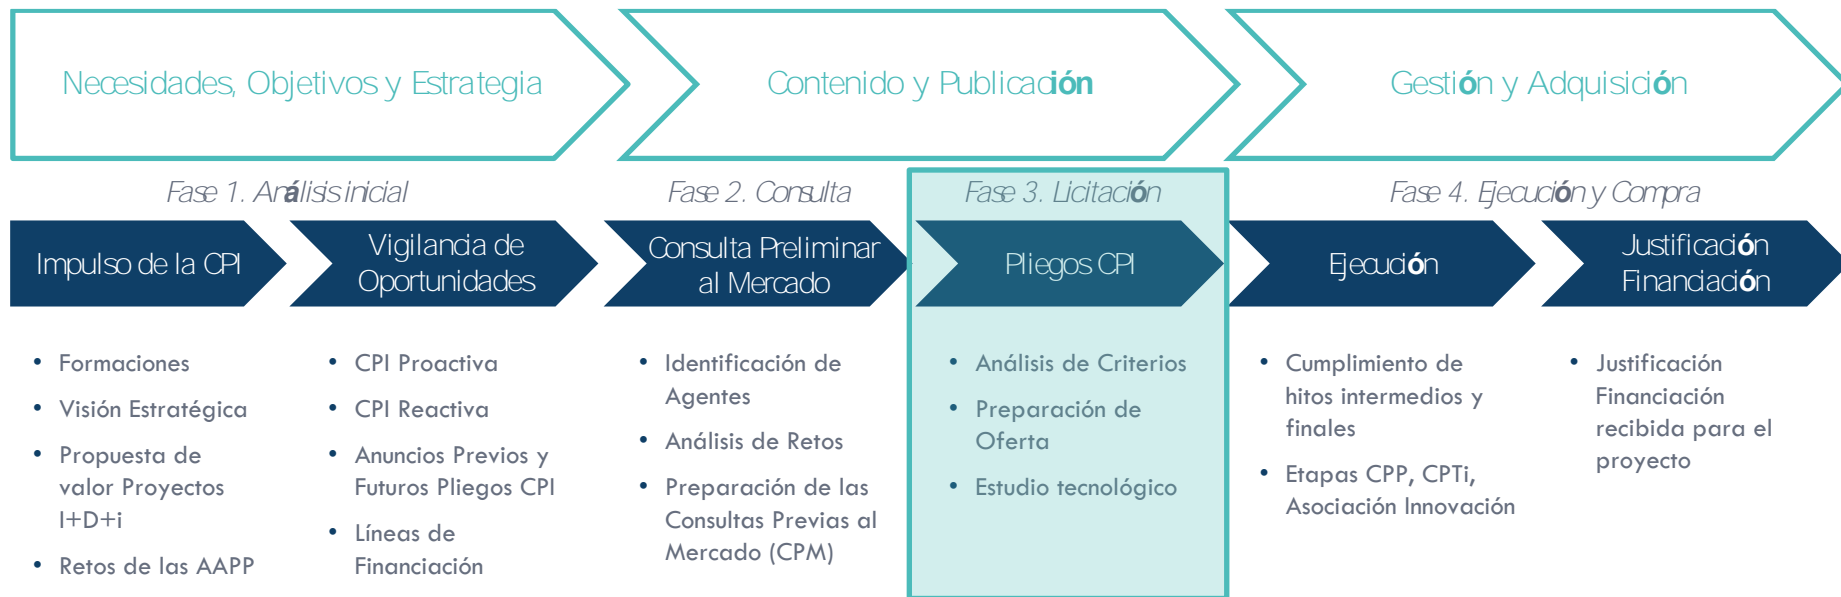 Necesidades, Objetivos y Estrategia
Contenido y Publicación
Gestión y Adquisición
Fase 1. Análisis inicial
Fase 2. Consulta
Fase 3. Licitación
Fase 4. Ejecución y Compra
Impulso de la CPI
Vigilancia de
Oportunidades
Consulta Preliminar
al Mercado
Pliegos CPI
Ejecución
Justificación
Financiación
• Formaciones
• Visión Estratégica
• Propuesta de
valor Proyectos
I+D+i
• Retos de las AAPP
• CPI Proactiva
• CPI Reactiva
• Anuncios Previos y
Futuros Pliegos CPI
• Líneas de
Financiación
• Identificación de
Agentes
• Análisis de Retos
• Preparación de las
Consultas Previas al
Mercado (CPM)
• Análisis de Criterios
• Preparación de
Oferta
• Estudio tecnológico
• Cumplimiento de
hitos intermedios y
finales
• Etapas CPP, CPTi,
Asociación Innovación
• Justificación
Financiación
recibida para el
proyecto